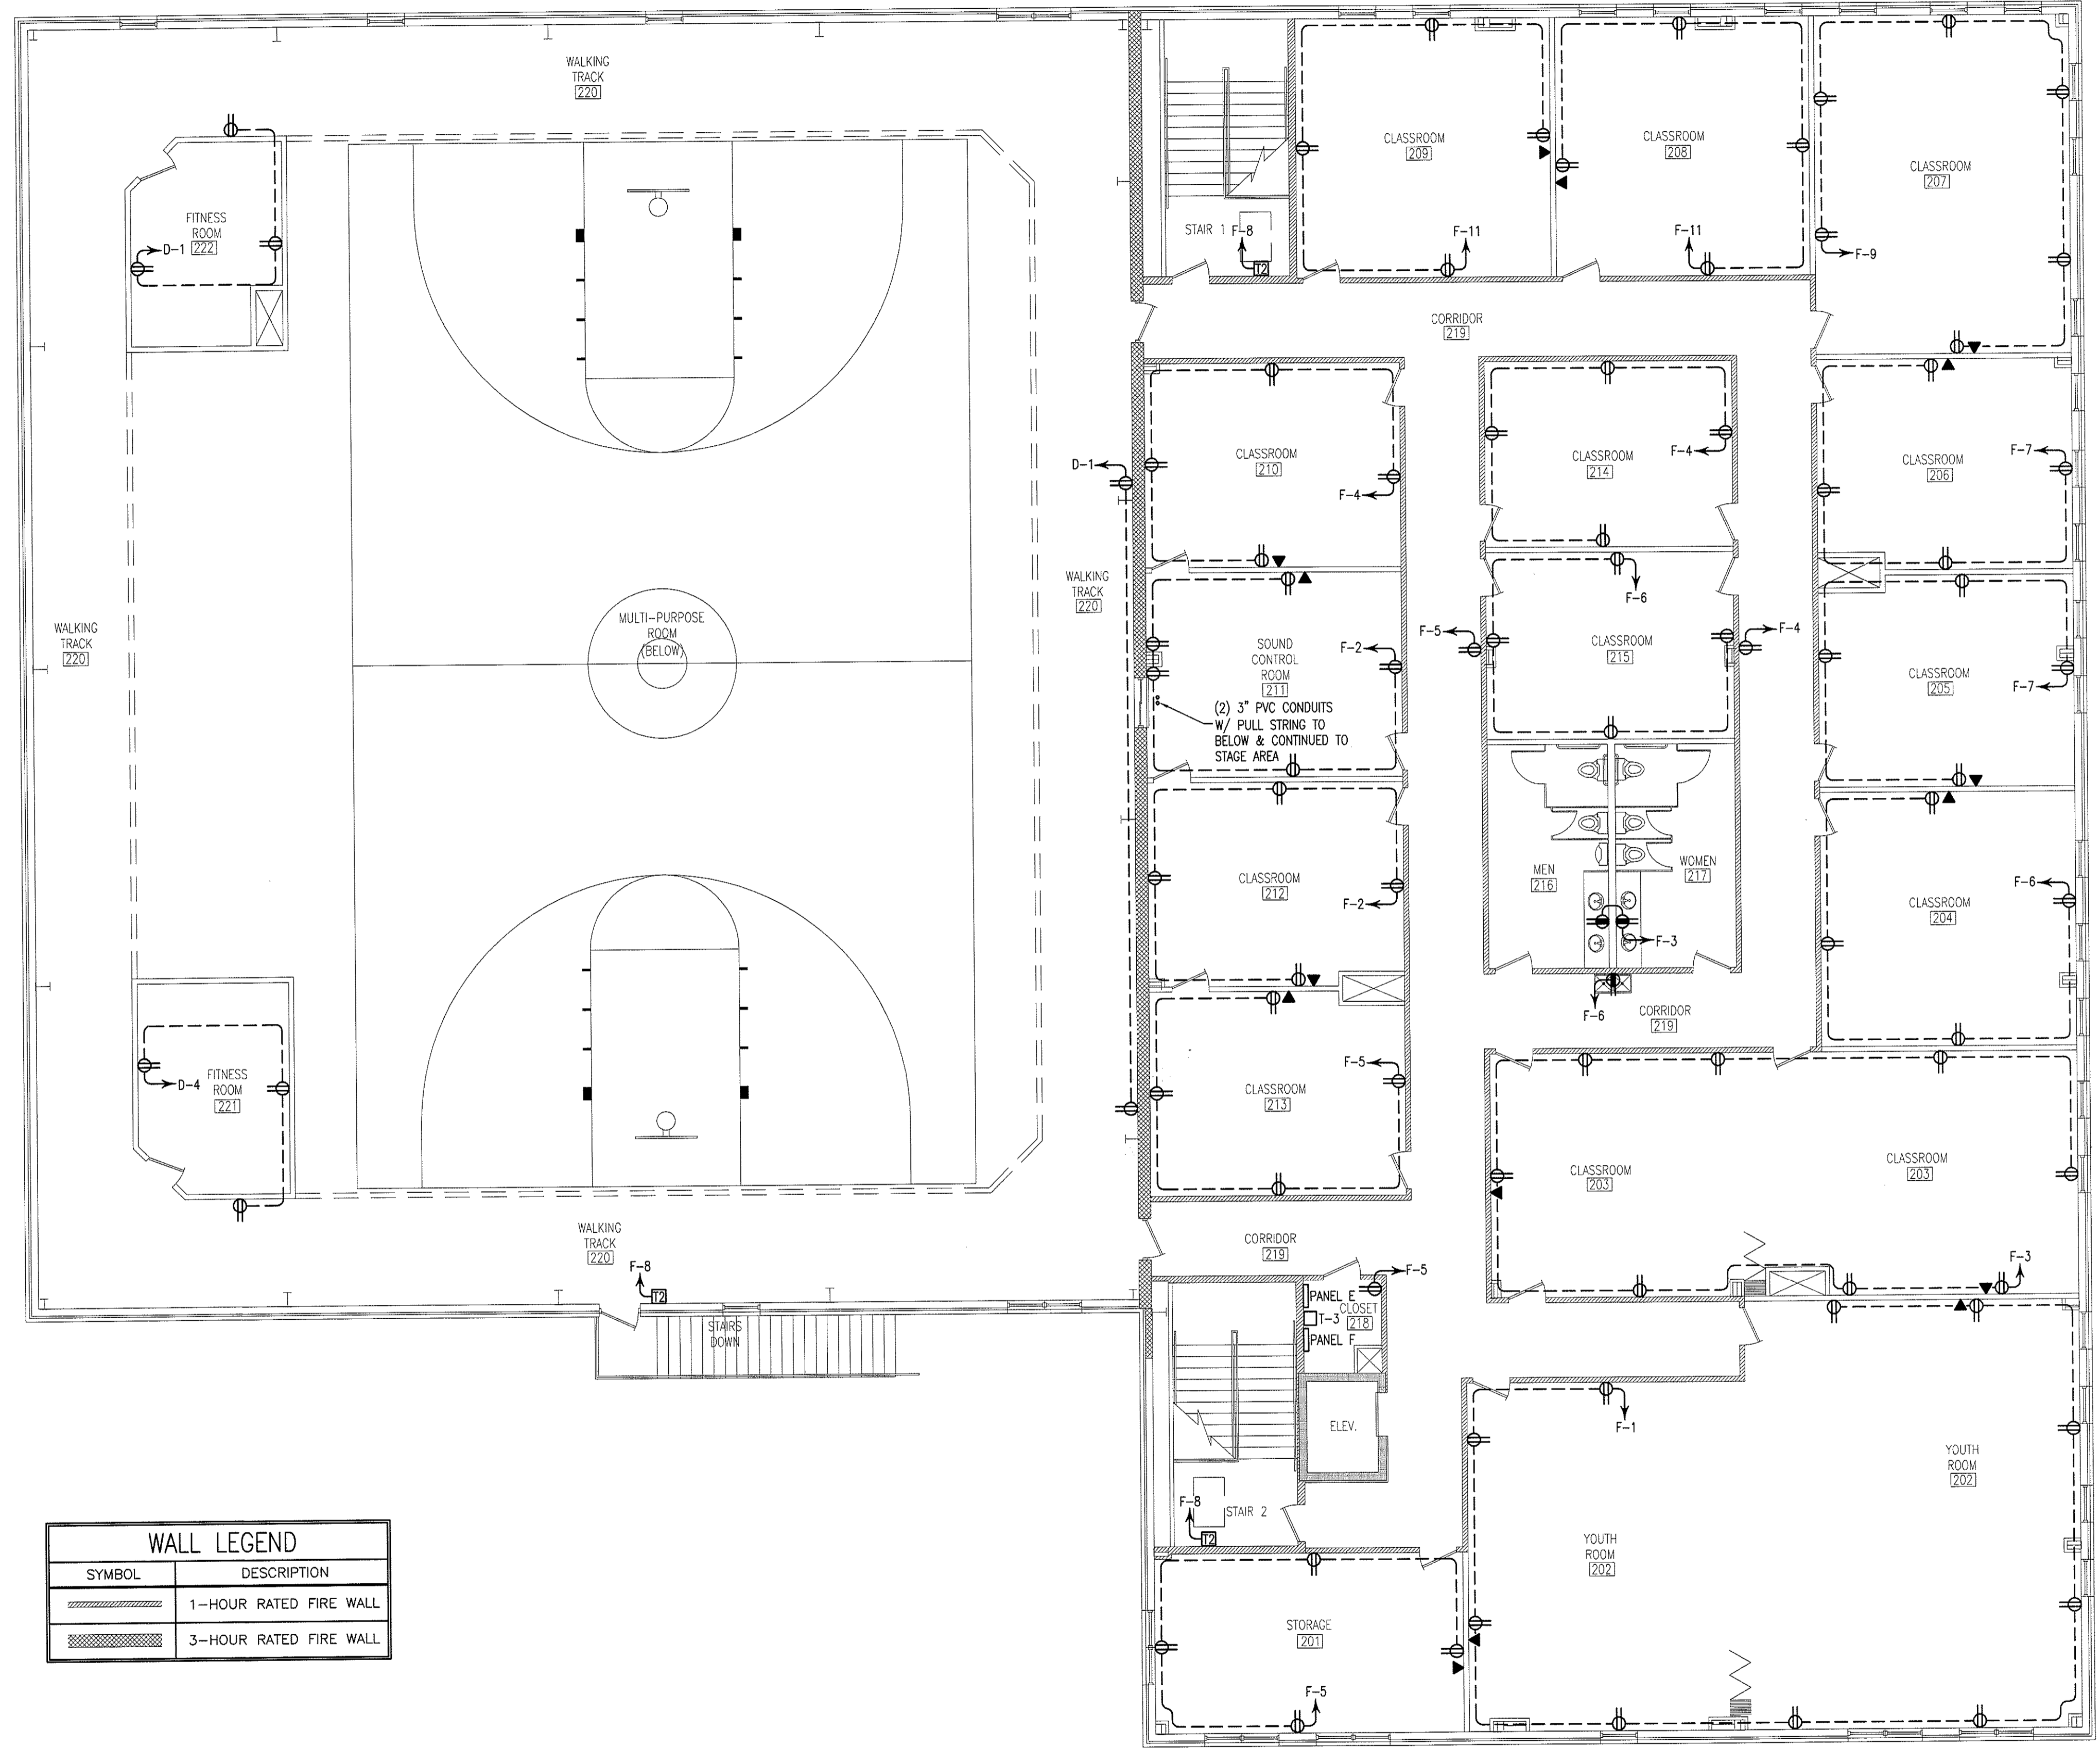 WALKING
TRACK
220
CLASSROOM
209
CLASSROOM
208
CLASSROOM
207
FITNESS
ROOM
222
D-1
STAIR 1
F-8
T2
F-11
F-11
F-9
CORRIDOR
219
CLASSROOM
210
F-4
D-1
CLASSROOM
214
F-4
CLASSROOM
206
F-7
WALKING
TRACK
220
WALKING
TRACK
220
MULTI-PURPOSE
ROOM
(BELOW)
SOUND
CONTROL
ROOM
211
F-2
(2) 3" PVC CONDUITS
W/ PULL STRING TO
BELOW & CONTINUED TO
STAGE AREA
F-6
F-5
CLASSROOM
215
F-4
CLASSROOM
205
F-7
CLASSROOM
212
F-2
MEN
216
WOMEN
217
F-3
CLASSROOM
204
F-6
F-6
CORRIDOR
219
FITNESS
ROOM
221
D-4
CLASSROOM
213
F-5
CLASSROOM
203
CLASSROOM
203
F-3
WALKING
TRACK
220
F-8
T2
STAIRS
DOWN
CORRIDOR
219
F-5
PANEL E
CLOSET
218
T-3
PANEL F
ELEV.
F-1
YOUTH
ROOM
202
F-8
STAIR 2
T2
YOUTH
ROOM
202
STORAGE
201
F-5
WALL LEGEND
SYMBOL DESCRIPTION
1-HOUR RATED FIRE WALL
3-HOUR RATED FIRE WALL